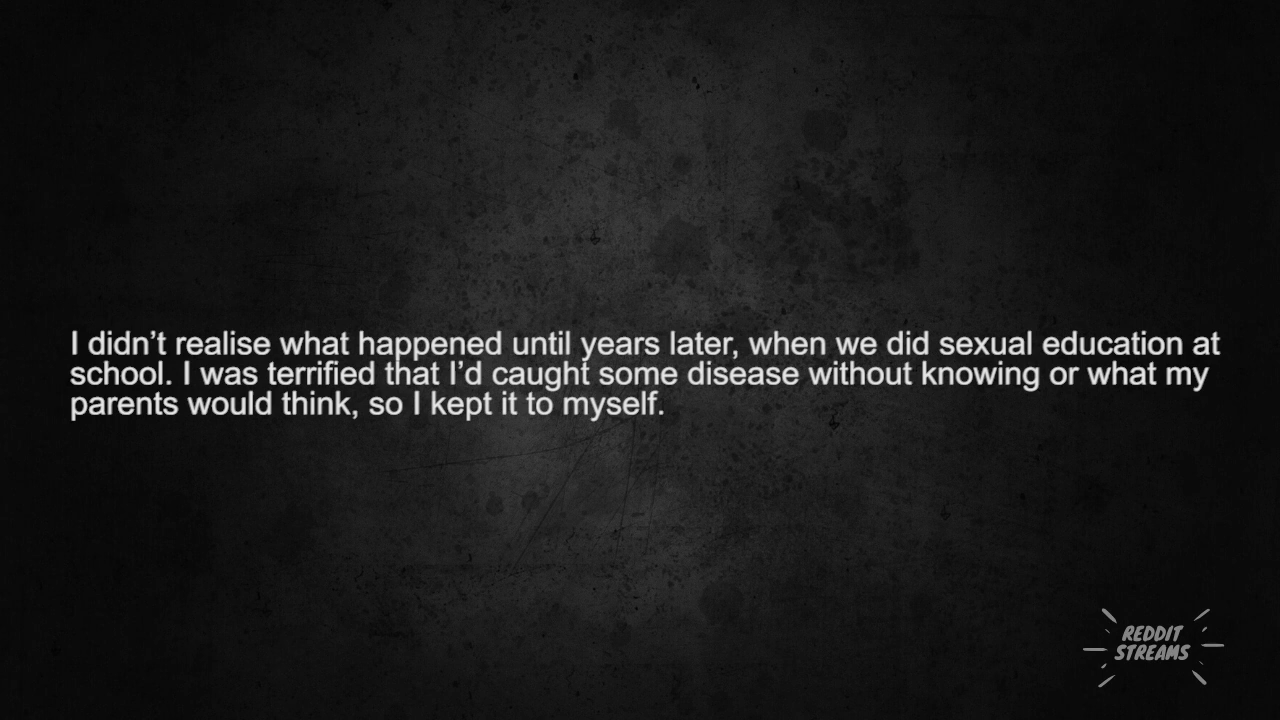 I didn’t realise what happened until years later, when we did sexual education at
school. I was terrified that I’d caught some disease without knowing or what my
parents would think, so I kept it to myself.
REDDIT
STREAMS